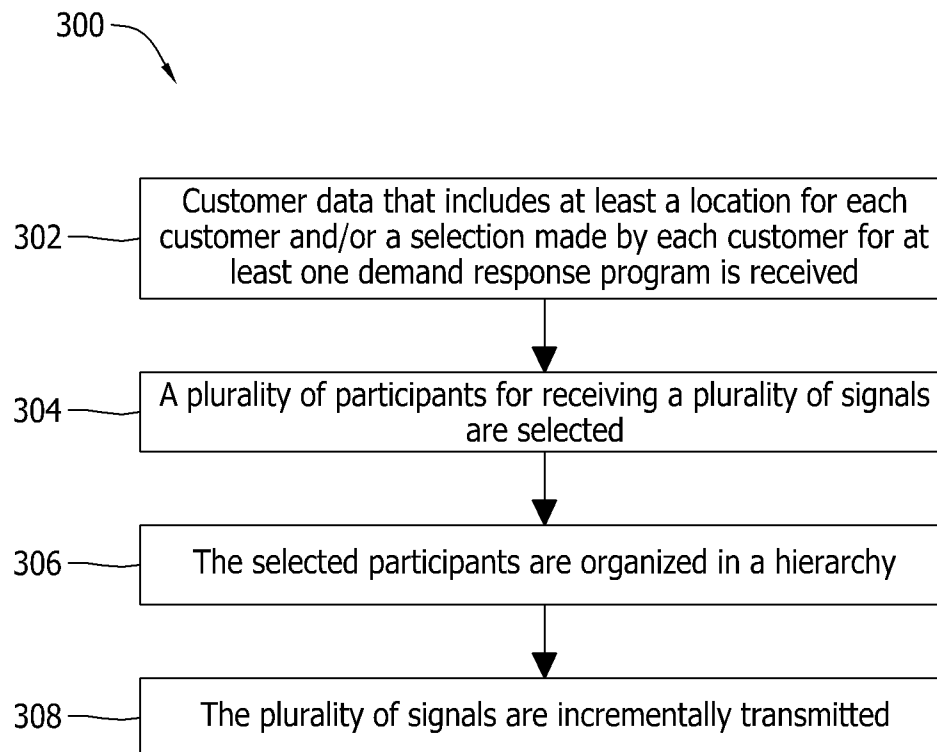 300
302
Customer data that includes at least a location for each
customer and/or a selection made by each customer for at
least one demand response program is received
304
A plurality of participants for receiving a plurality of signals
are selected
306
The selected participants are organized in a hierarchy
308
The plurality of signals are incrementally transmitted